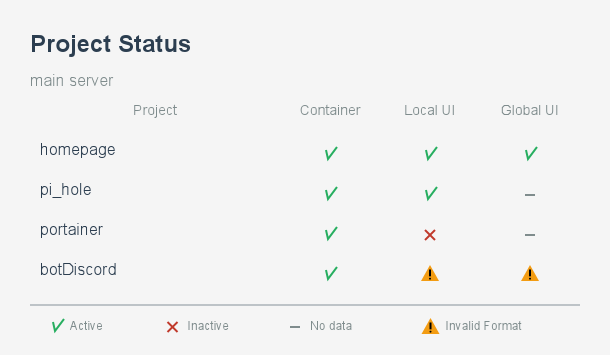 Project Status
main server
Project Container Local UI Global UI
homepage ✓ ✓ ✓
pi_hole ✓ ✓ –
portainer ✓ ✕ –
botDiscord ✓ ⚠ ⚠
✓ Active ✕ Inactive – No data ⚠ Invalid Format